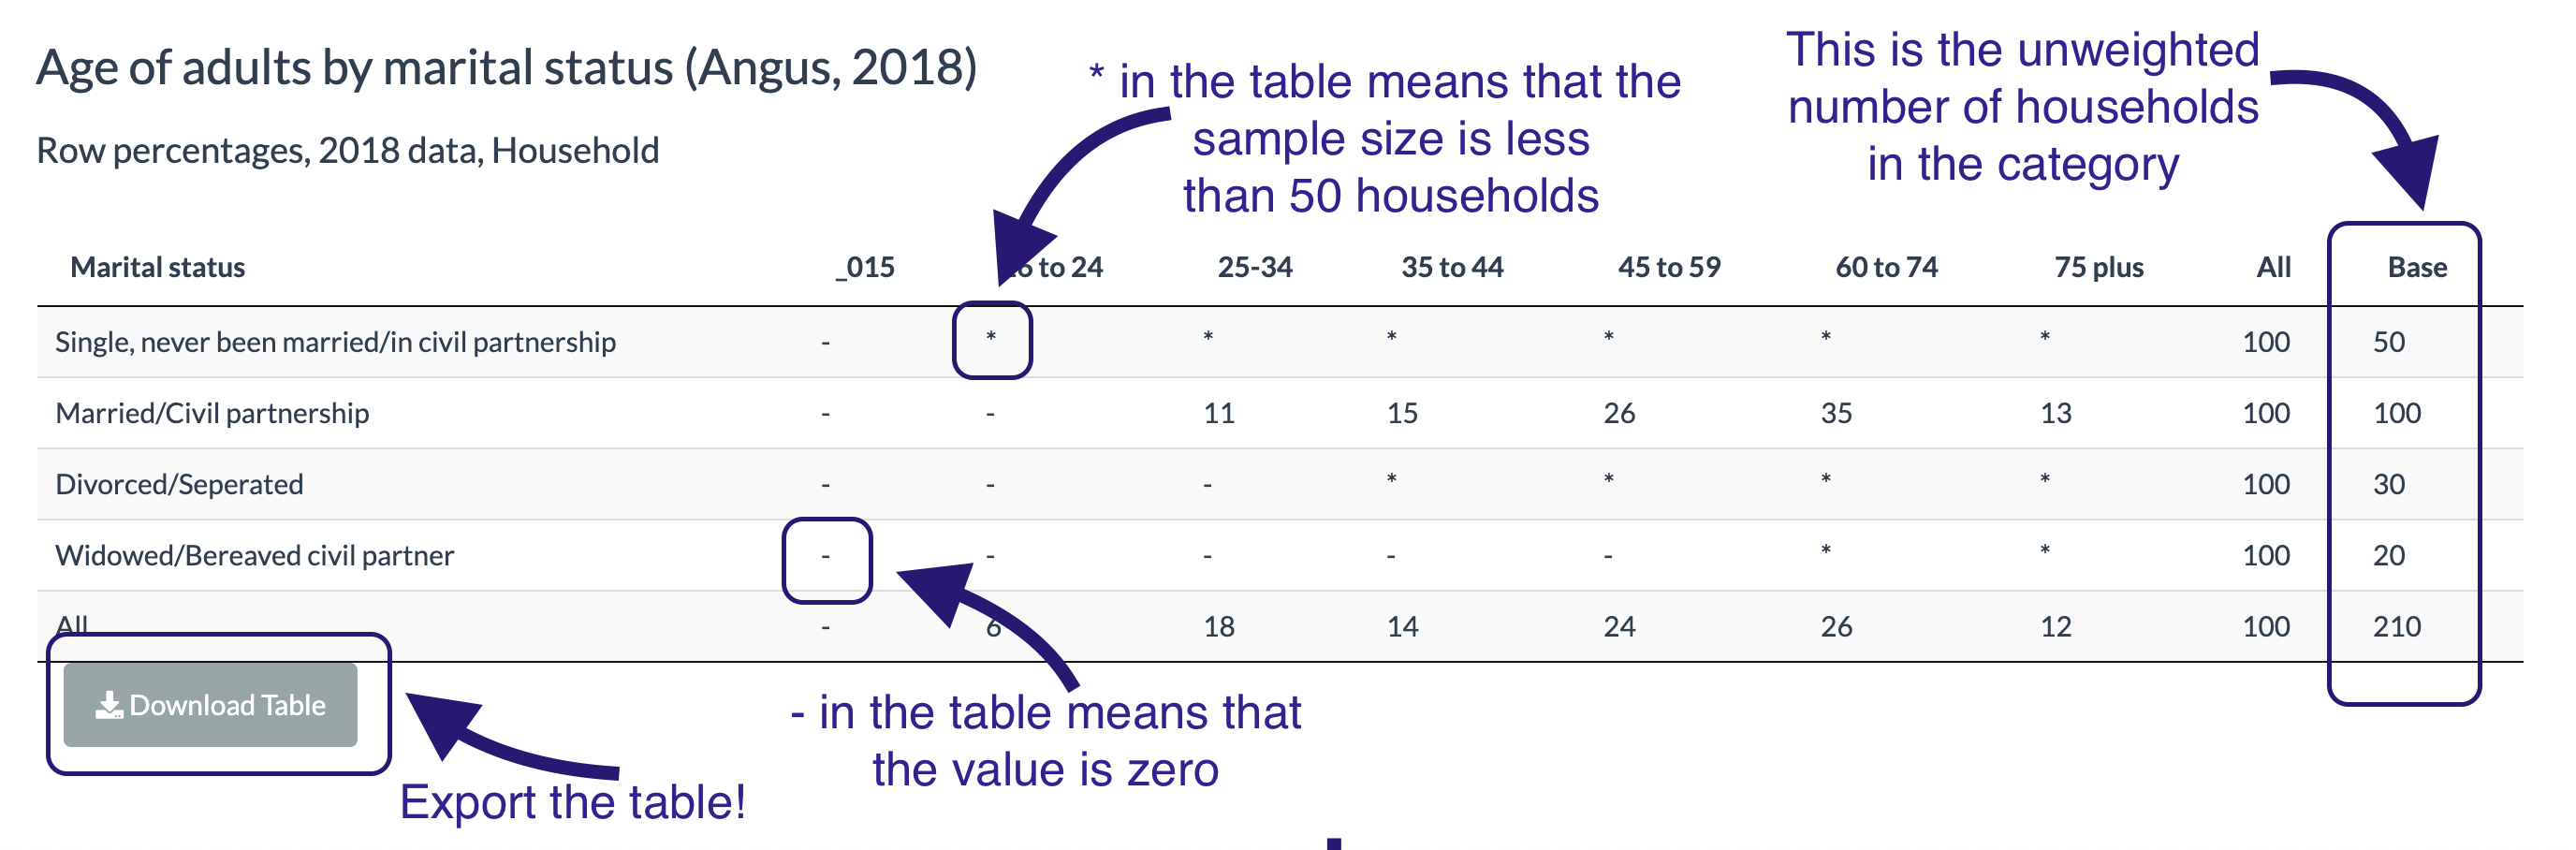 Age of adults by marital status (Angus, 2018)
Row percentages, 2018 data, Household
* in the table means that the
sample size is less
than 50 households
This is the unweighted
number of households
in the category
Marital status _015 16 to 24 25-34 35 to 44 45 to 59 60 to 74 75 plus All Base
Single, never been married/in civil partnership - * * * * * * 100 50
Married/Civil partnership - - 11 15 26 35 13 100 100
Divorced/Seperated - - - * * * * 100 30
Widowed/Bereaved civil partner - - - - - * * 100 20
All - 6 18 14 24 26 12 100 210
Download Table
Export the table!
- in the table means that
the value is zero